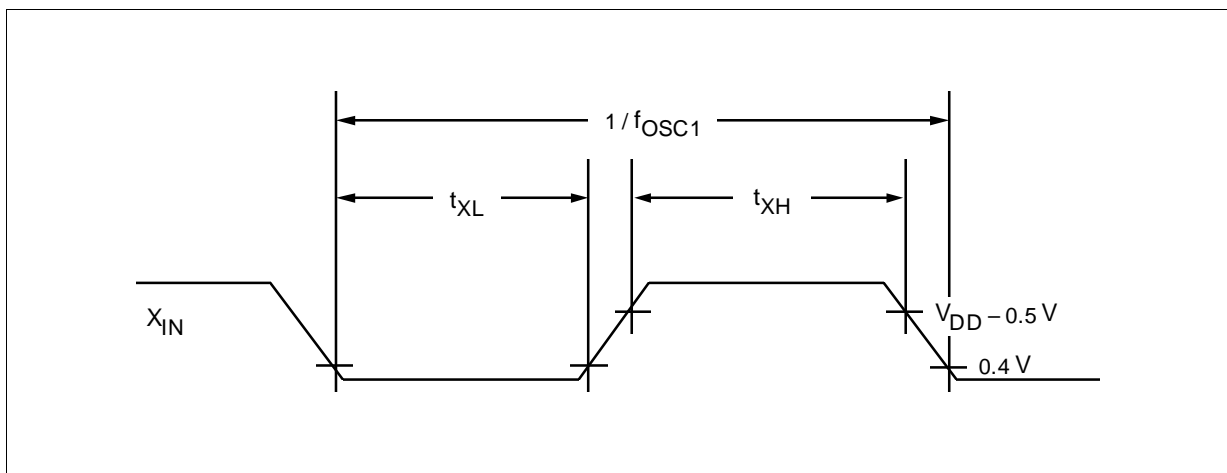 1 / fOSC1
tXL
tXH
XIN
VDD – 0.5 V
0.4 V